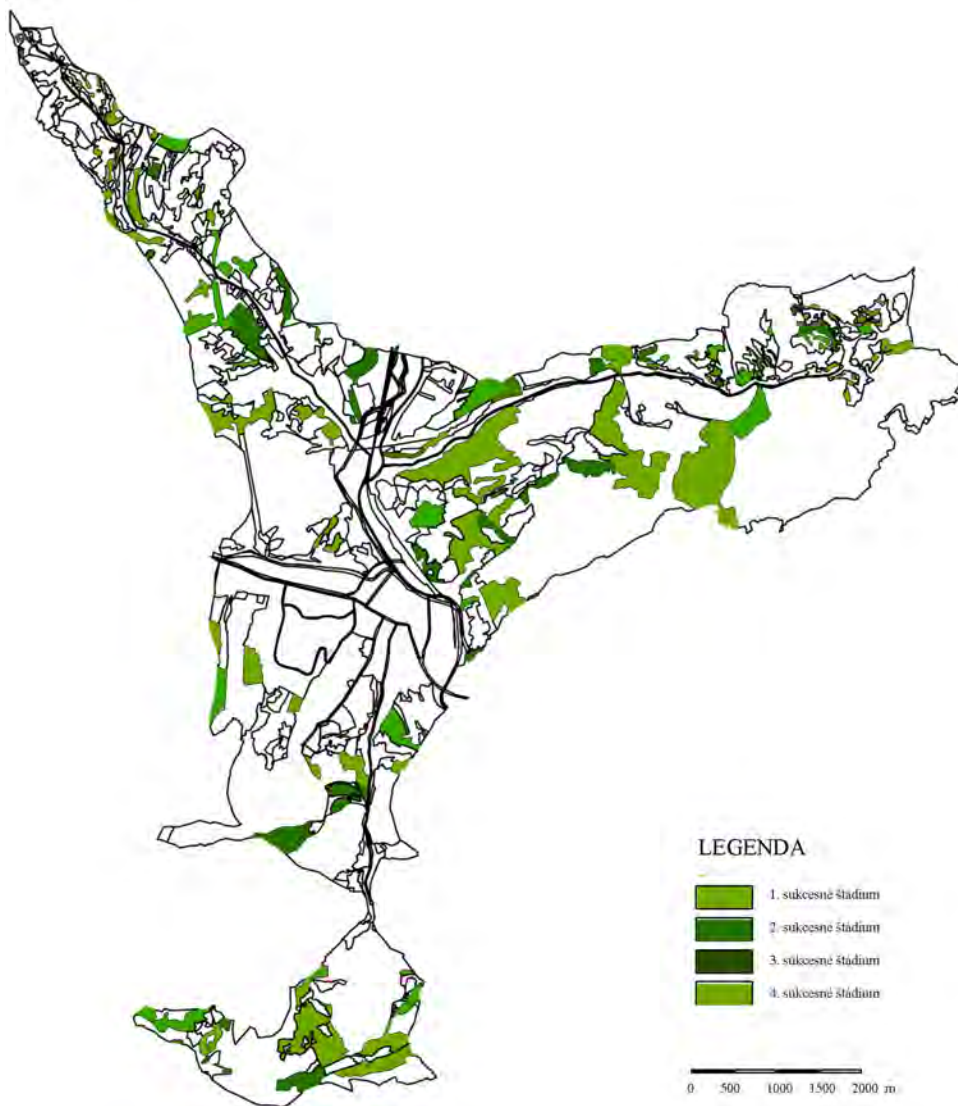 LEGENDA
1. sukcesné štádium
2. sukcesné štádium
3. sukcesné štádium
4. sukcesné štádium
0 500 1000 1500 2000 m